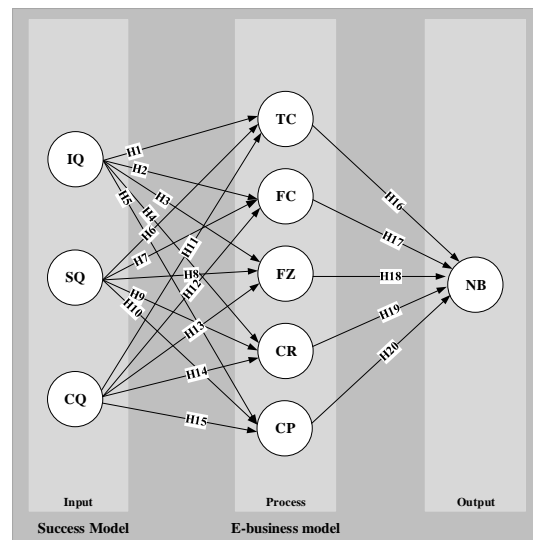 TC
H1
IQ
H2
FC
H5
H3
H4
H6
H16
H11
H7
H17
SQ
H8
FZ
H18
NB
H12
H9
H10
H19
H13
CR
H20
H14
CQ
H15
CP
Input
Process
Output
Success Model
E-business model